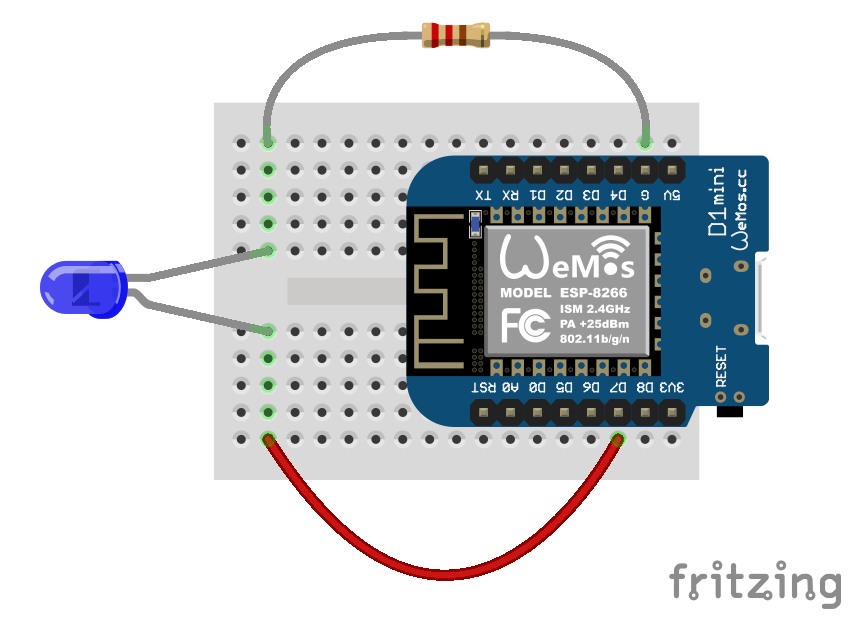 TX RX D1 D2 D3 D4 G 5V
D1 mini
WeMos.cc
WeMos
MODEL ESP-8266
ISM 2.4GHz
PA +25dBm
802.11b/g/n
FC
RESET
RST A0 D0 D5 D6 D7 D8 3V3
fritzing